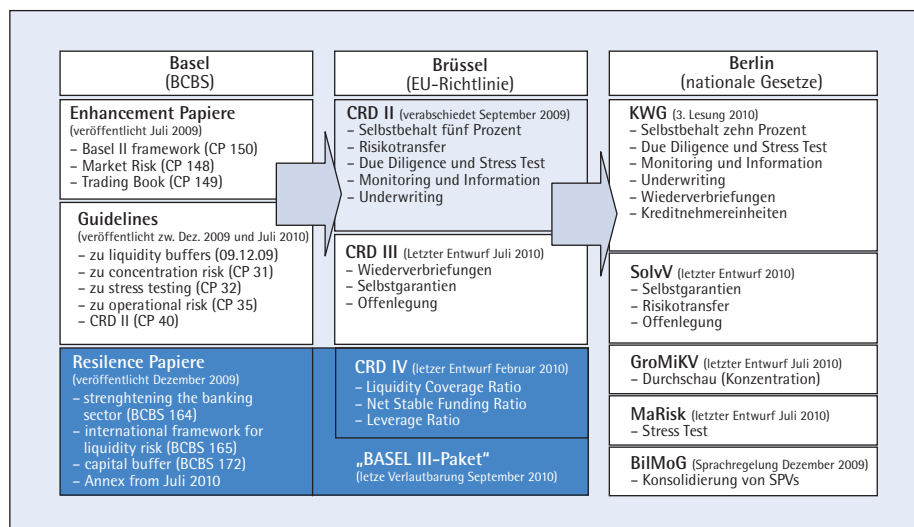 Basel
(BCBS)
Enhancement Papiere
(veröffentlicht Juli 2009)
– Basel II framework (CP 150)
– Market Risk (CP 148)
– Trading Book (CP 149)
Guidelines
(veröffentlicht zw. Dez. 2009 und Juli 2010)
– zu liquidity buffers (09.12.09)
– zu concentration risk (CP 31)
– zu stress testing (CP 32)
– zu operational risk (CP 35)
– CRD II (CP 40)
Resilence Papiere
(veröffentlicht Dezember 2009)
– strenghtening the banking
sector (BCBS 164)
– international framework for
liquidity risk (BCBS 165)
– capital buffer (BCBS 172)
– Annex from Juli 2010
Brüssel
(EU-Richtlinie)
CRD II (verabschiedet September 2009)
– Selbstbehalt fünf Prozent
– Risikotransfer
– Due Diligence und Stress Test
– Monitoring und Information
– Underwriting
CRD III (Letzter Entwurf Juli 2010)
– Wiederverbriefungen
– Selbstgarantien
– Offenlegung
CRD IV (letzer Entwurf Februar 2010)
– Liquidity Coverage Ratio
– Net Stable Funding Ratio
– Leverage Ratio
„BASEL III-Paket“
(letze Verlautbarung September 2010)
Berlin
(nationale Gesetze)
KWG (3. Lesung 2010)
– Selbstbehalt zehn Prozent
– Due Diligence und Stress Test
– Monitoring und Information
– Underwriting
– Wiederverbriefungen
– Kreditnehmereinheiten
SolvV (letzter Entwurf 2010)
– Selbstgarantien
– Risikotransfer
– Offenlegung
GroMiKV (letzter Entwurf Juli 2010)
– Durchschau (Konzentration)
MaRisk (letzter Entwurf Juli 2010)
– Stress Test
BilMoG (Sprachregelung Dezember 2009)
– Konsolidierung von SPVs